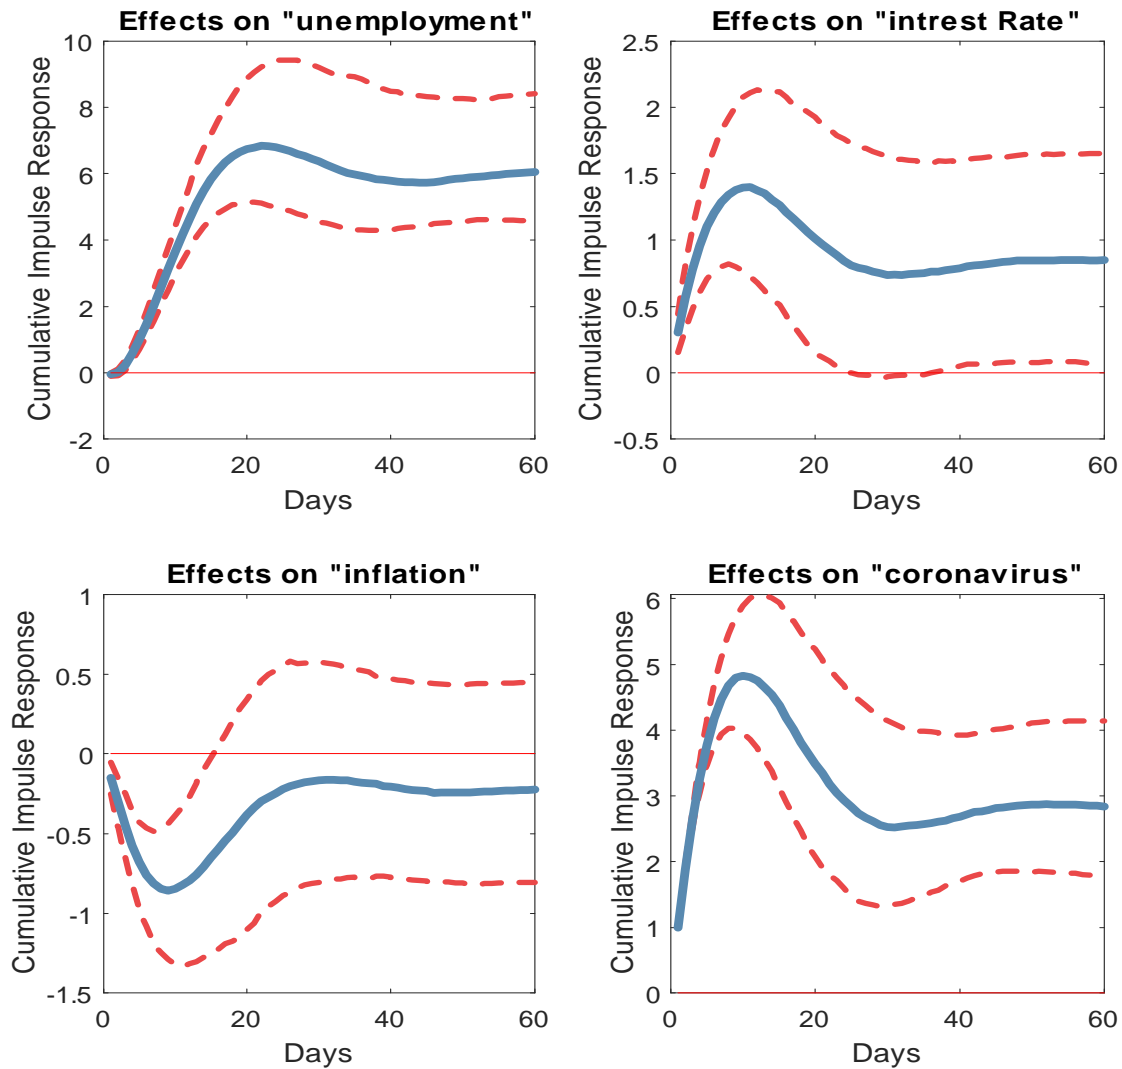 Effects on "unemployment"
Cumulative Impulse Response
10
8
6
4
2
0
-2
0 20 40 60
Days
Effects on "intrest Rate"
Cumulative Impulse Response
2.5
2
1.5
1
0.5
0
-0.5
0 20 40 60
Days
Effects on "inflation"
Cumulative Impulse Response
1
0.5
0
-0.5
-1
-1.5
0 20 40 60
Days
Effects on "coronavirus"
Cumulative Impulse Response
6
5
4
3
2
1
0
0 20 40 60
Days